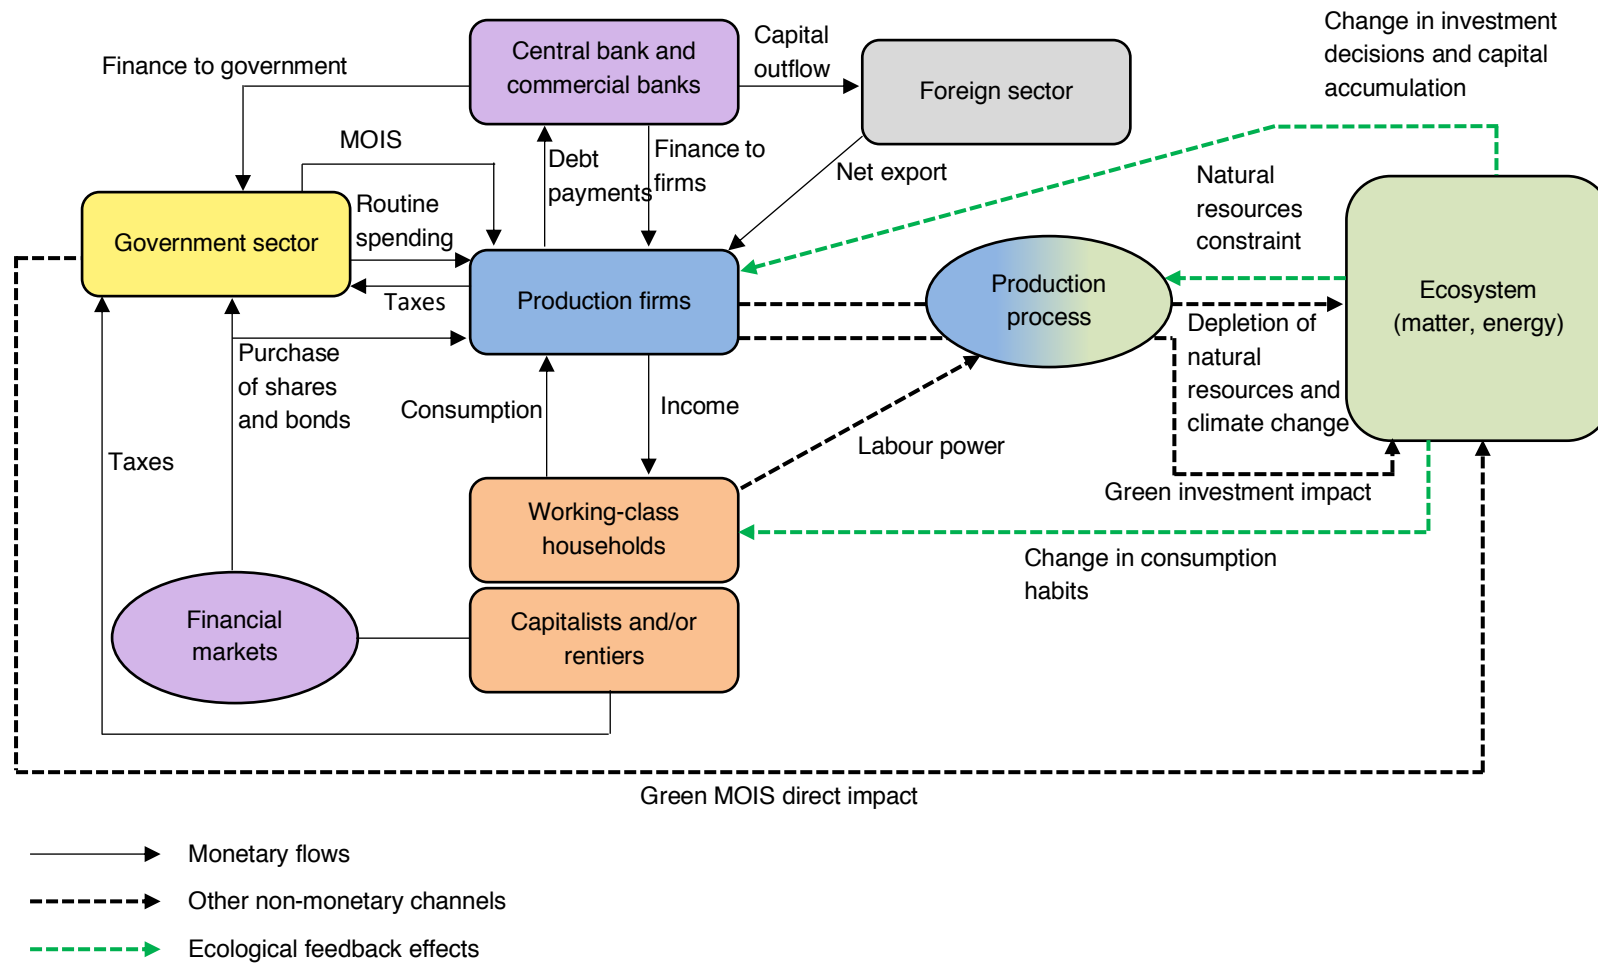 Change in investment
decisions and capital
accumulation
Central bank and
commercial banks
Capital
outflow
Finance to government
Foreign sector
MOIS
Debt
payments
Finance to
firms
Net export
Natural
resources
constraint
Routine
spending
Government sector
Taxes
Production firms
Production
process
Ecosystem
(matter, energy)
Depletion of
natural
resources and
climate change
Purchase
of shares
and bonds
Consumption
Income
Labour power
Taxes
Green investment impact
Working-class
households
Change in consumption
habits
Financial
markets
Capitalists and/or
rentiers
Green MOIS direct impact
Monetary flows
Other non-monetary channels
Ecological feedback effects